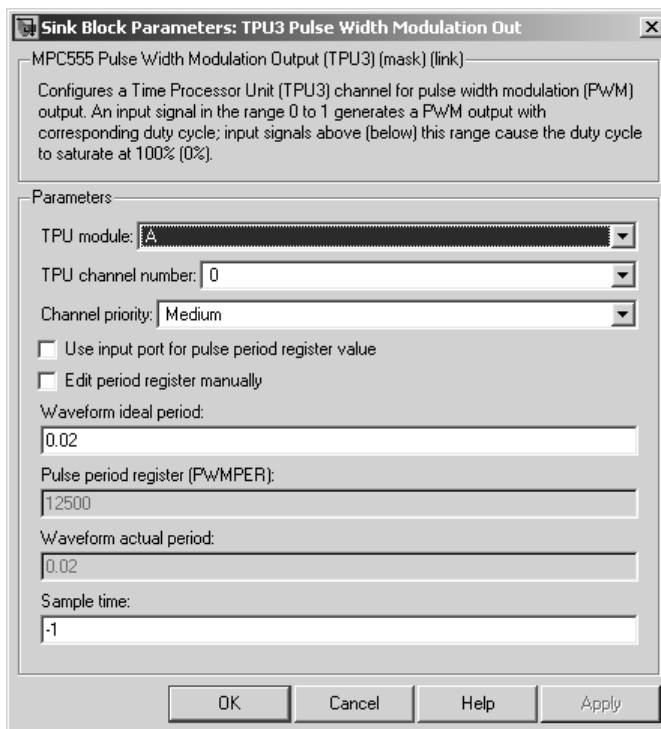 Sink Block Parameters: TPU3 Pulse Width Modulation Out
MPC555 Pulse Width Modulation Output (TPU3) (mask) (link)
Configures a Time Processor Unit (TPU3) channel for pulse width modulation (PWM)
output. An input signal in the range 0 to 1 generates a PWM output with
corresponding duty cycle; input signals above (below) this range cause the duty cycle
to saturate at 100% (0%).
Parameters
TPU module: A
TPU channel number: 0
Channel priority: Medium
Use input port for pulse period register value
Edit period register manually
Waveform ideal period:
0.02
Pulse period register (PWMPER):
12500
Waveform actual period:
0.02
Sample time:
-1
OK Cancel Help Apply